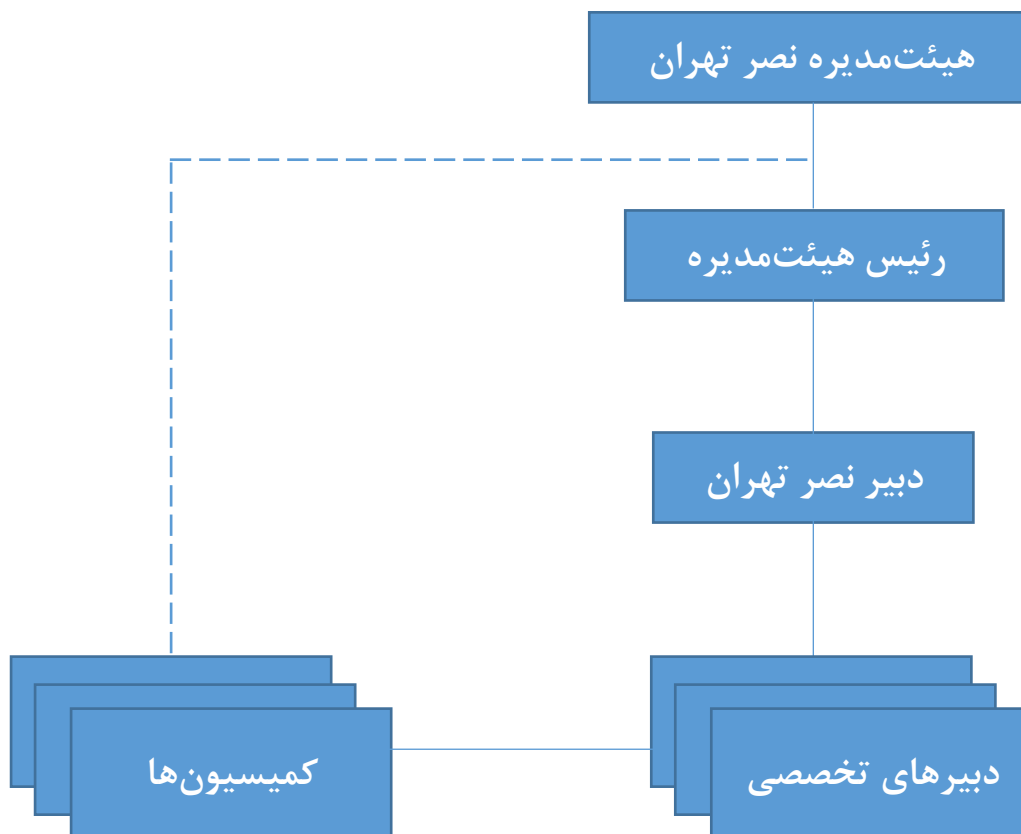 هیئت‌مدیره نصر تهران
رئیس هیئت‌مدیره
دبیر نصر تهران
دبیرهای تخصصی
کمیسیون‌ها